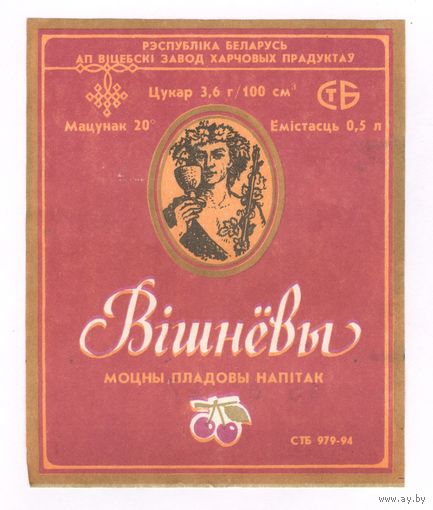 РЭСПУБЛІКА БЕЛАРУСЬ
АП ВІЦЕБСКІ ЗАВОД ХАРЧОВЫХ ПРАДУКТАЎ
Цукар 3,6 г/100 см³
СТБ
Мацунак 20°
Ёмістасць 0,5 л
Вішнёвы
МОЦНЫ ПЛАДОВЫ НАПІТАК
СТБ 979-94
www.ay.by